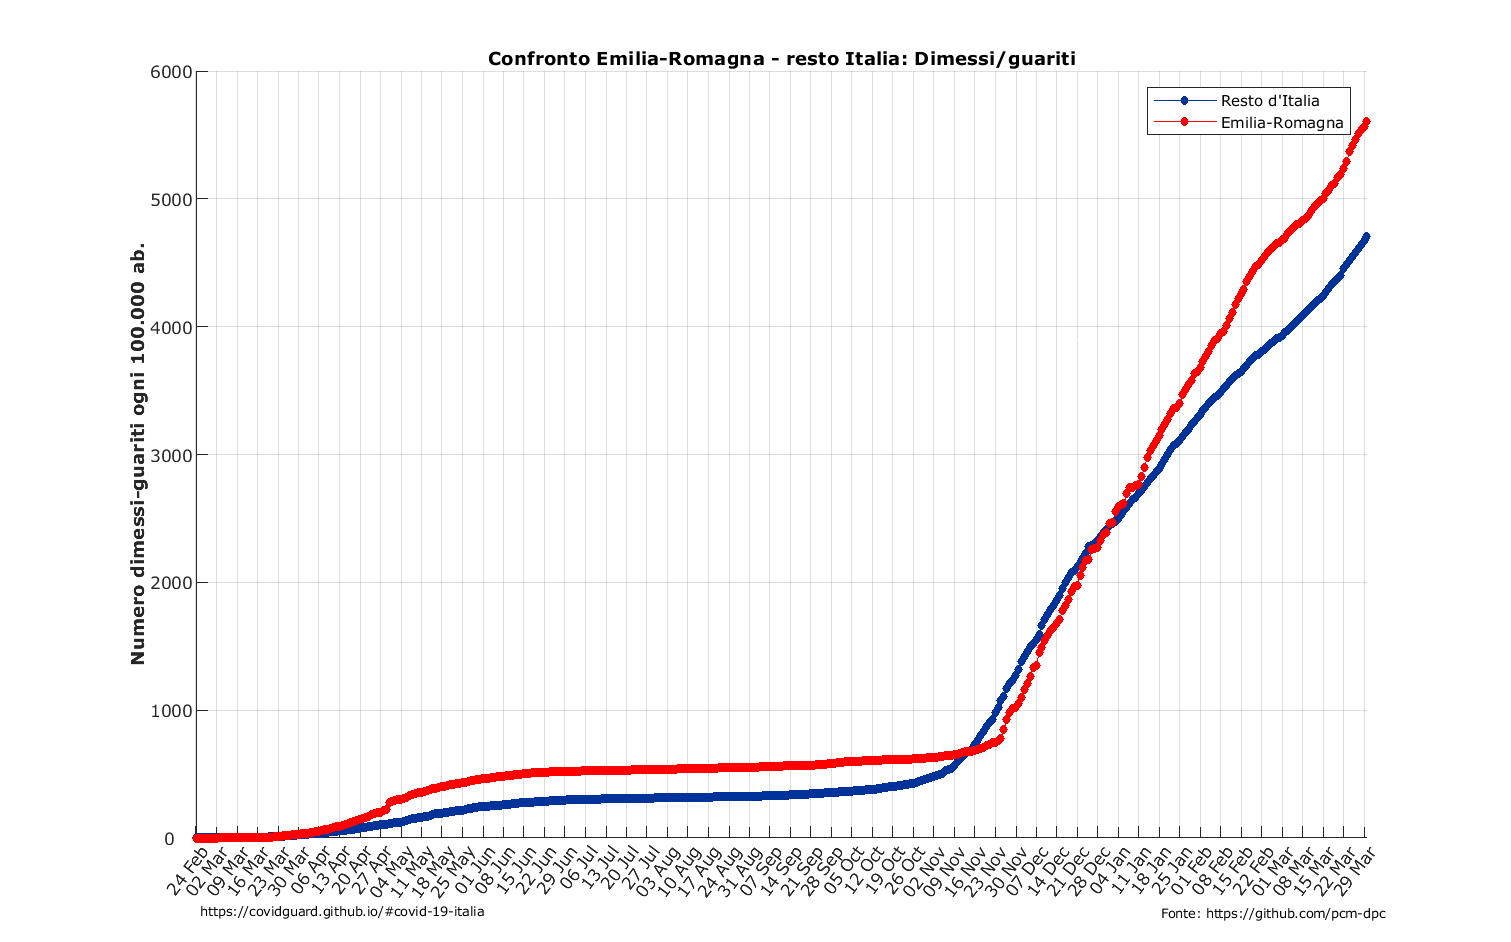 Confronto Emilia-Romagna - resto Italia: Dimessi/guariti
Resto d'Italia
Emilia-Romagna
Numero dimessi-guariti ogni 100.000 ab.
6000
5000
4000
3000
2000
1000
0
24 Feb
02 Mar
09 Mar
16 Mar
23 Mar
30 Mar
06 Apr
13 Apr
20 Apr
27 Apr
04 May
11 May
18 May
25 May
01 Jun
08 Jun
15 Jun
22 Jun
29 Jun
06 Jul
13 Jul
20 Jul
27 Jul
03 Aug
10 Aug
17 Aug
24 Aug
31 Aug
07 Sep
14 Sep
21 Sep
28 Sep
05 Oct
12 Oct
19 Oct
26 Oct
02 Nov
09 Nov
16 Nov
23 Nov
30 Nov
07 Dec
14 Dec
21 Dec
28 Dec
04 Jan
11 Jan
18 Jan
25 Jan
01 Feb
08 Feb
15 Feb
22 Feb
01 Mar
08 Mar
15 Mar
22 Mar
29 Mar
https://covidguard.github.io/#covid-19-italia
Fonte: https://github.com/pcm-dpc